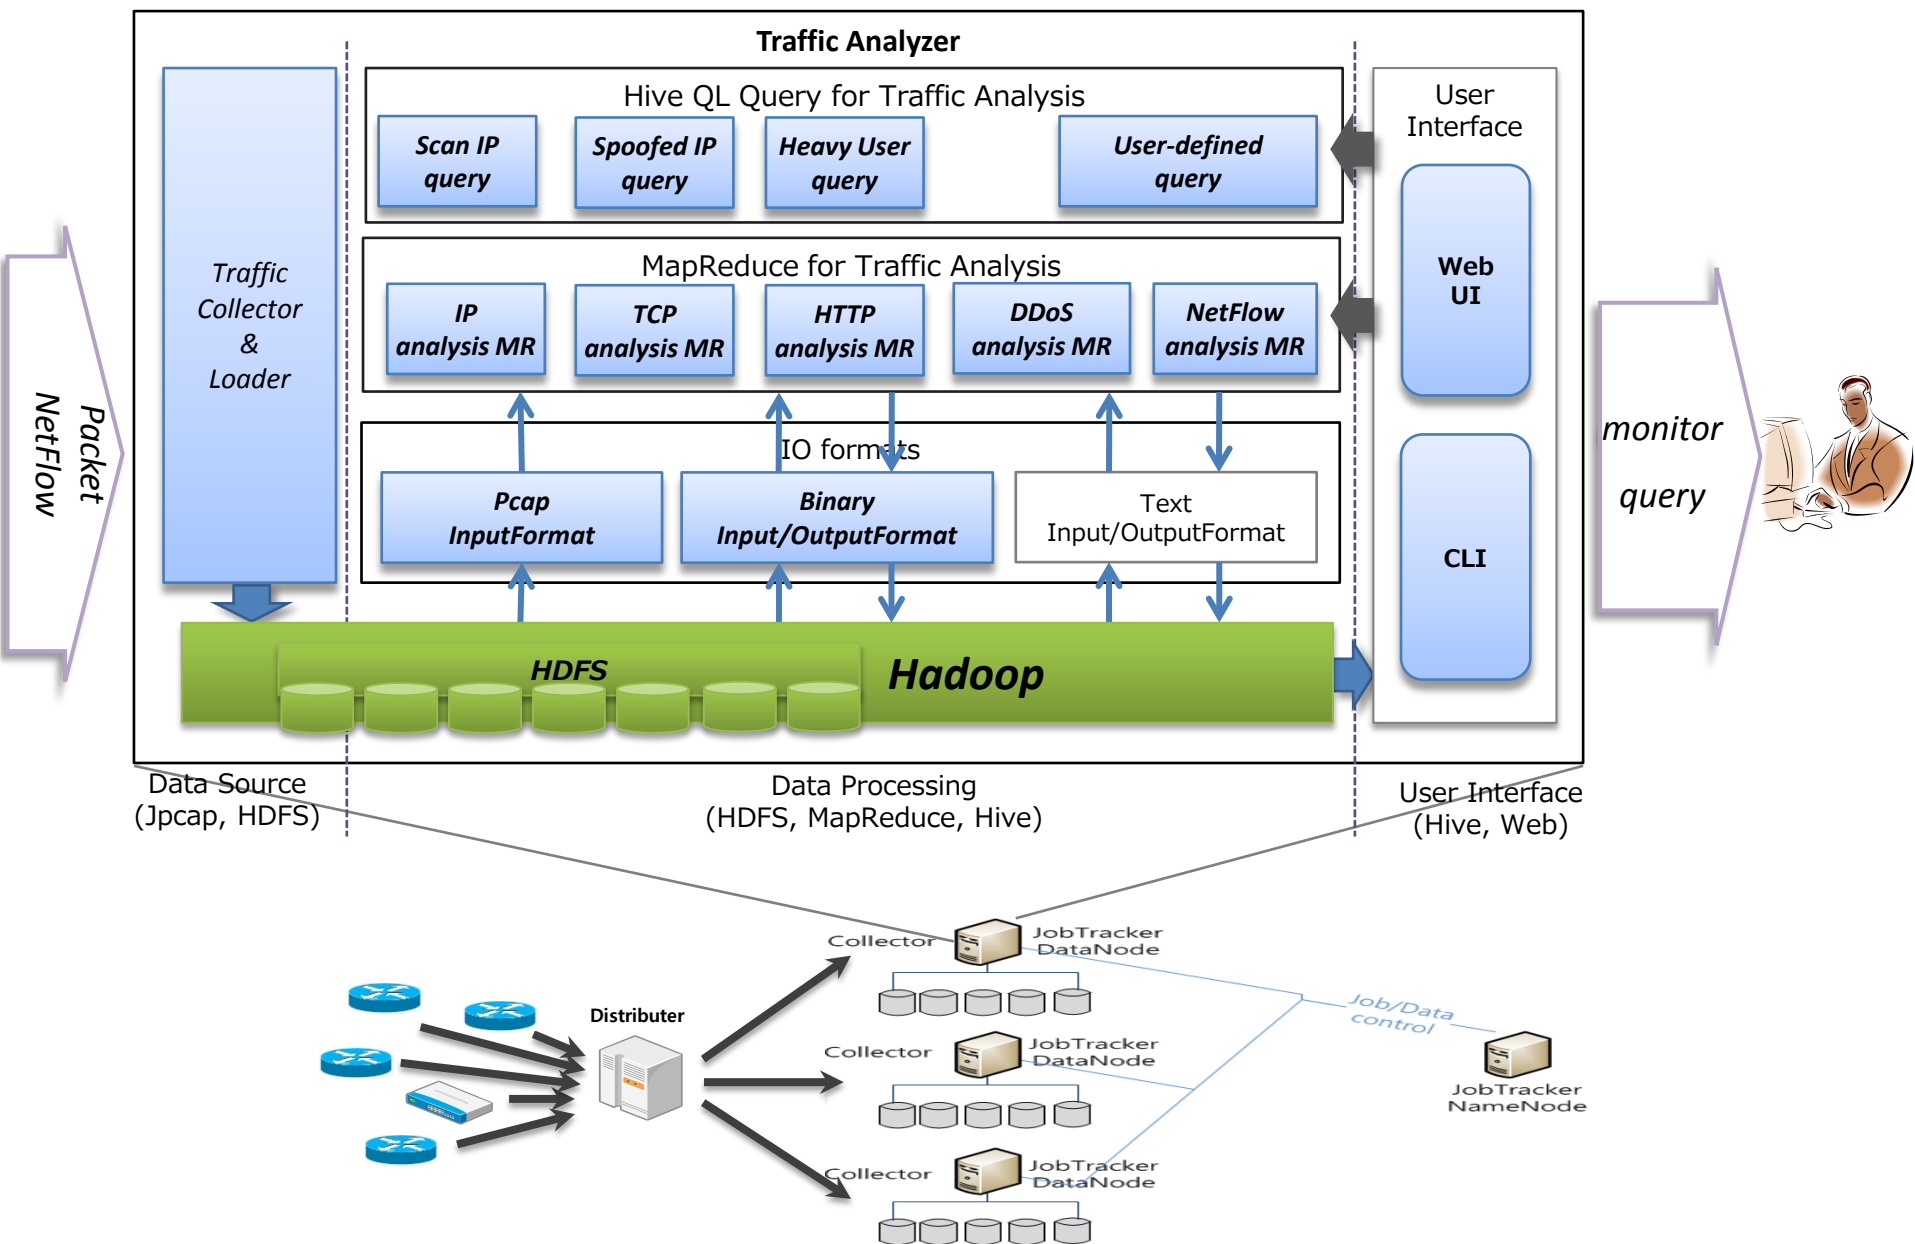 Traffic Analyzer
Hive QL Query for Traffic Analysis
Scan IP
query
Spoofed IP
query
Heavy User
query
User-defined
query
User
Interface
Traffic
Collector
&
Loader
MapReduce for Traffic Analysis
IP
analysis MR
TCP
analysis MR
HTTP
analysis MR
DDoS
analysis MR
NetFlow
analysis MR
Web
UI
Packet
NetFlow
IO formats
Pcap
InputFormat
Binary
Input/OutputFormat
Text
Input/OutputFormat
CLI
monitor
query
HDFS
Hadoop
Data Source
(Jpcap, HDFS)
Data Processing
(HDFS, MapReduce, Hive)
User Interface
(Hive, Web)
Collector
JobTracker
DataNode
Distributer
Job/Data
control
Collector
JobTracker
DataNode
JobTracker
NameNode
Collector
JobTracker
DataNode